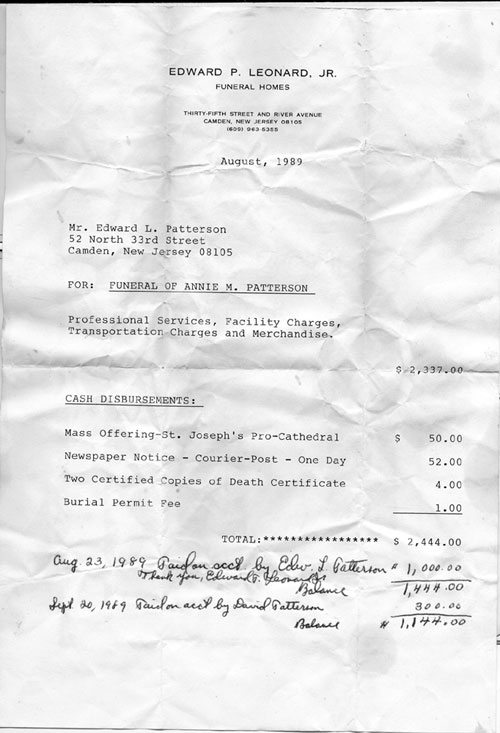 EDWARD P. LEONARD, JR.
FUNERAL HOMES
THIRTY-FIFTH STREET AND RIVER AVENUE
CAMDEN, NEW JERSEY 08105
(609) 963-5355
August, 1989
Mr. Edward L. Patterson
52 North 33rd Street
Camden, New Jersey 08105
FOR: FUNERAL OF ANNIE M. PATTERSON
Professional Services, Facility Charges,
Transportation Charges and Merchandise.
$ 2,337.00
CASH DISBURSEMENTS:
Mass Offering-St. Joseph's Pro-Cathedral $ 50.00
Newspaper Notice - Courier-Post - One Day 52.00
Two Certified Copies of Death Certificate 4.00
Burial Permit Fee 1.00
TOTAL:***************** $ 2,444.00
Aug. 23, 1989 Paid on acc't by Edw. L. Patterson # 1,000.00
Thank you, Edward P. Leonard Jr
Balance 1,444.00
Sept. 20, 1989 Paid on acc't by David Patterson 300.00
Balance # 1,144.00